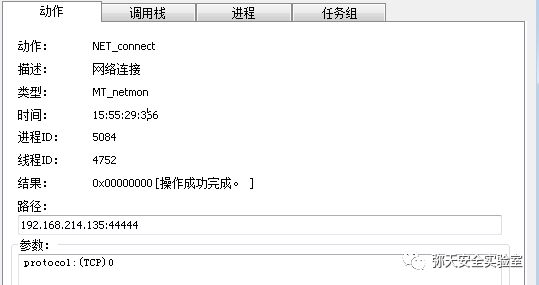 动作 调用栈 进程 任务组
动作： NET_connect
描述： 网络连接
类型： MT_netmon
时间： 15:55:29:356
进程ID： 5084
线程ID： 4752
结果： 0x00000000[操作成功完成。 ]
路径：
192.168.214.135:44444
参数：
protocol:(TCP)0
弥天安全实验室